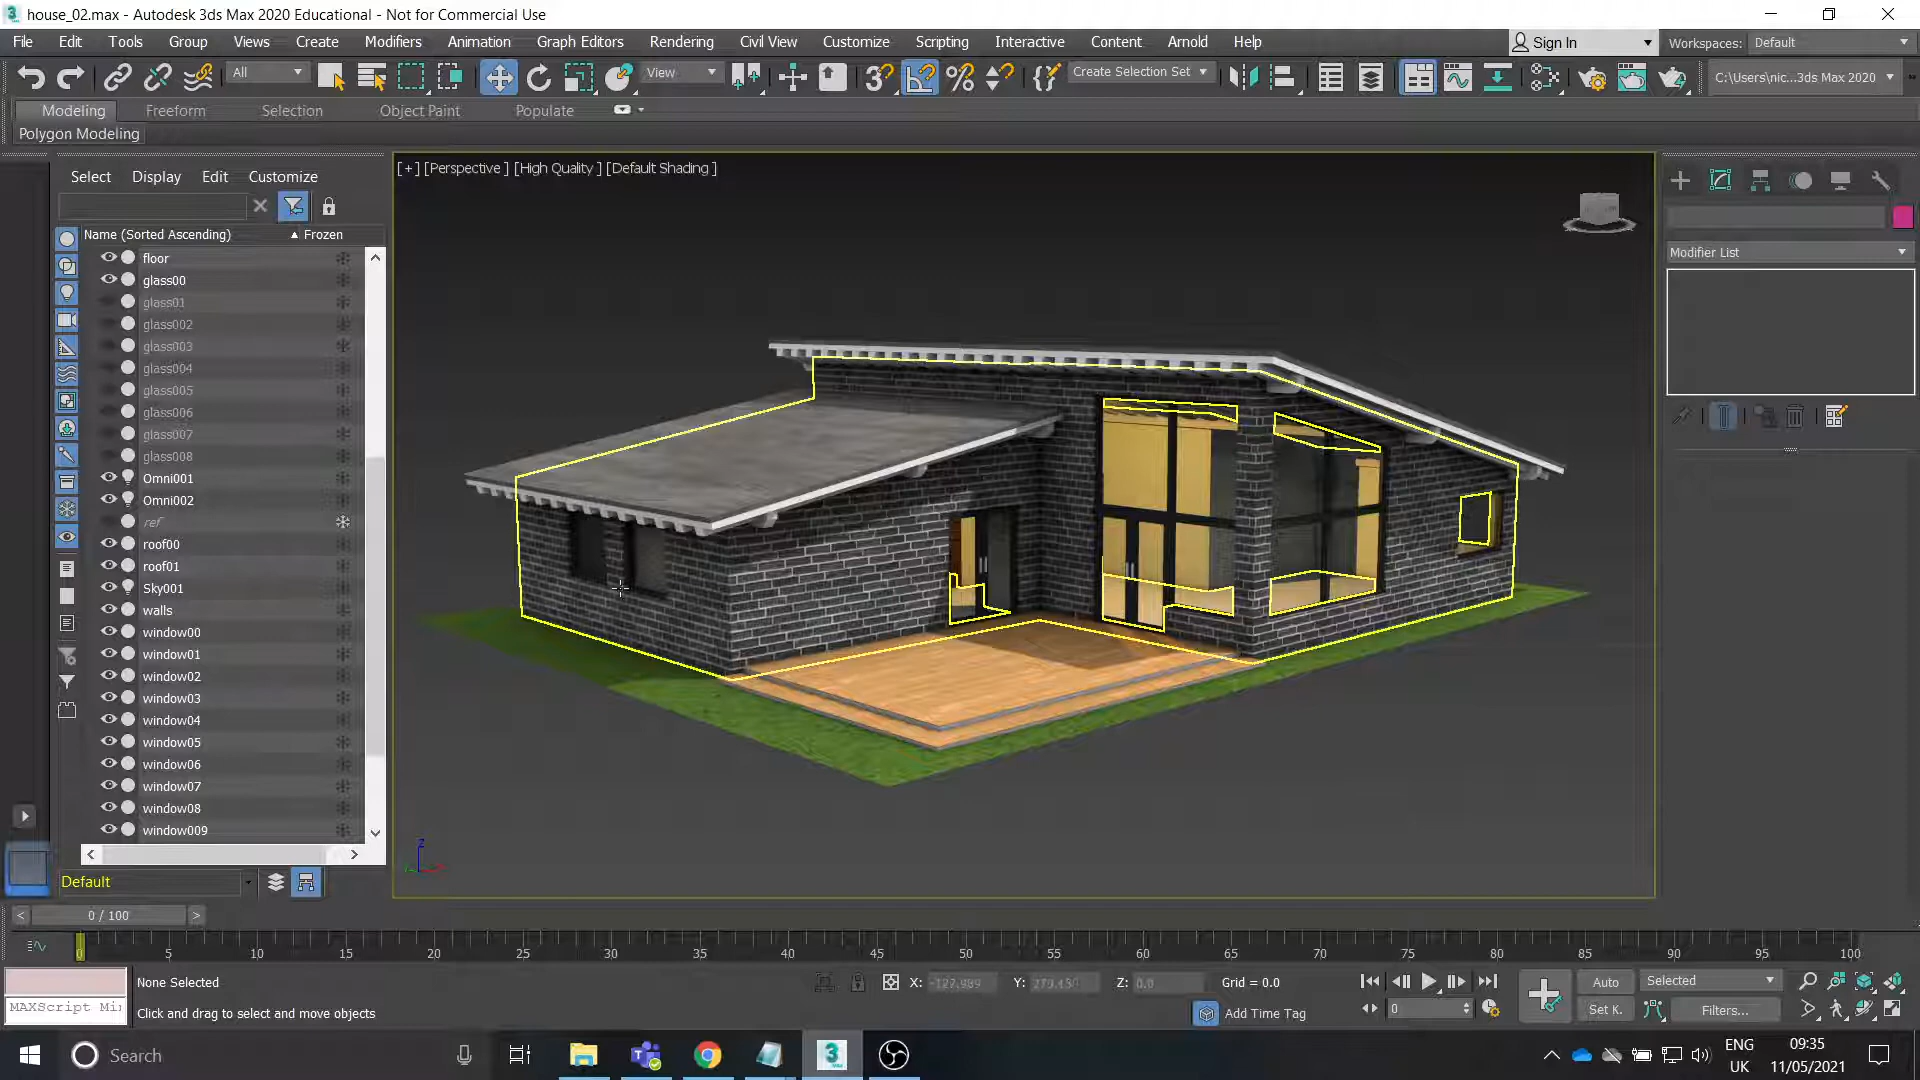 house_02.max - Autodesk 3ds Max 2020 Educational - Not for Commercial Use
File Edit Tools Group Views Create Modifiers Animation Graph Editors Rendering Civil View Customize Scripting Interactive Content Arnold Help
Sign In
Workspaces: Default
All
View
Create Selection Set
C:\Users\nic...3ds Max 2020
Modeling Freeform Selection Object Paint Populate
Polygon Modeling
Select Display Edit Customize
Name (Sorted Ascending) Frozen
floor
glass00
glass01
glass002
glass003
glass004
glass005
glass006
glass007
glass008
Omni001
Omni002
ref
roof00
roof01
Sky001
walls
window00
window01
window02
window03
window04
window05
window06
window07
window08
window009
Default
[+] [Perspective ] [High Quality ] [Default Shading ]
z
Modifier List
< 0 / 100 >
0 5 10 15 20 25 30 35 40 45 50 55 60 65 70 75 80 85 90 95 100
None Selected
X: Y: Z: 0.0 Grid = 0.0
Auto Selected
MAXScript Mi
Click and drag to select and move objects
Add Time Tag
0
Set K. Filters...
Search
ENG
UK
09:35
11/05/2021